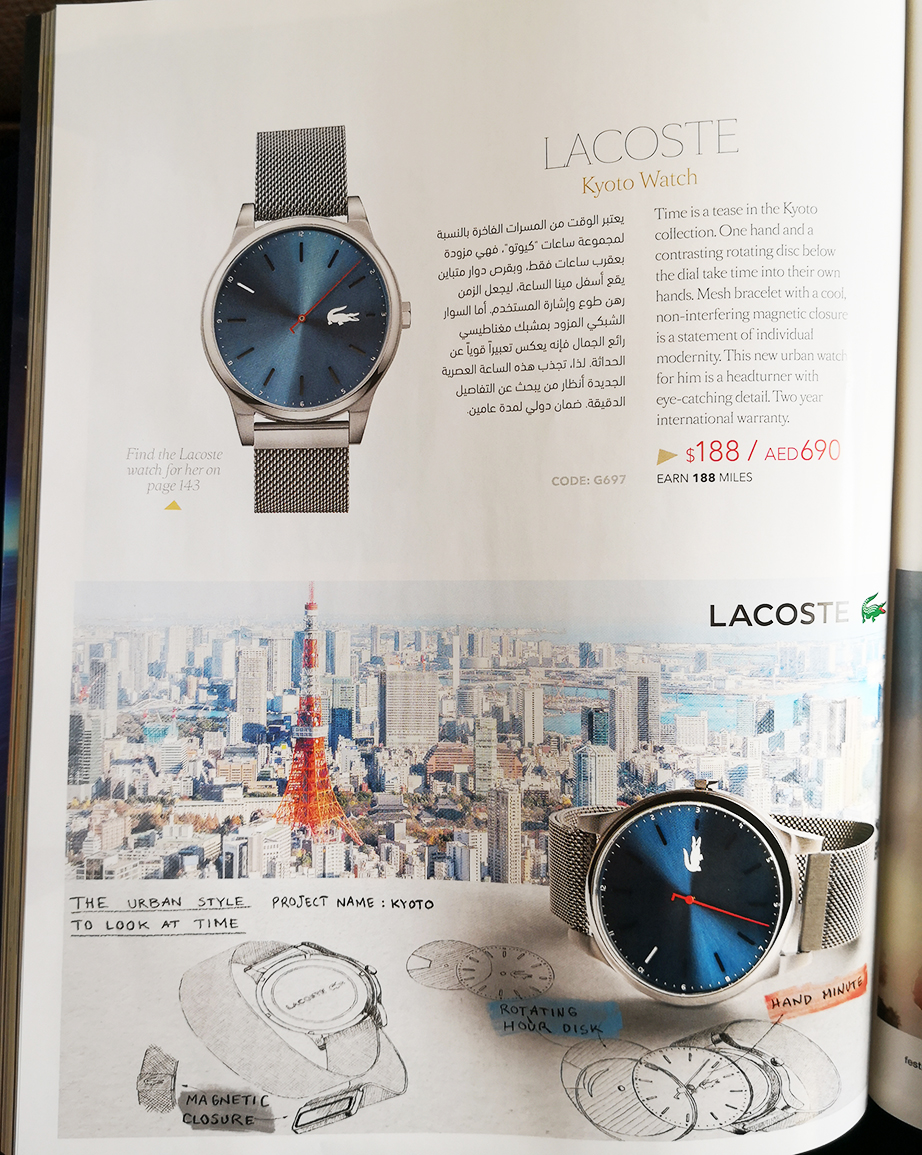 LACOSTE
Kyoto Watch
يعتبر الوقت من المسرات الفاخرة بالنسبة
لمجموعة ساعات "كيوتو"، فهي مزودة
بعقرب ساعات فقط، وبقرص دوار متباين
يقع أسفل مينا الساعة، ليجعل الزمن
رهن طوع وإشارة المستخدم. أما السوار
الشبكي المزود بمشبك مغناطيسي
رائع الجمال فإنه يعكس تعبيراً قوياً عن
الحداثة. لذا، تجذب هذه الساعة العصرية
الجديدة أنظار من يبحث عن التفاصيل
الدقيقة. ضمان دولي لمدة عامين.
Time is a tease in the Kyoto
collection. One hand and a
contrasting rotating disc below
the dial take time into their own
hands. Mesh bracelet with a cool,
non-interfering magnetic closure
is a statement of individual
modernity. This new urban watch
for him is a headturner with
eye-catching detail. Two year
international warranty.
$188 / AED690
EARN 188 MILES
CODE: G697
Find the Lacoste
watch for her on
page 143
LACOSTE
THE URBAN STYLE
TO LOOK AT TIME
PROJECT NAME : KYOTO
LACOSTE
ROTATING
HOUR DISK
HAND MINUTE
MAGNETIC
CLOSURE
fest